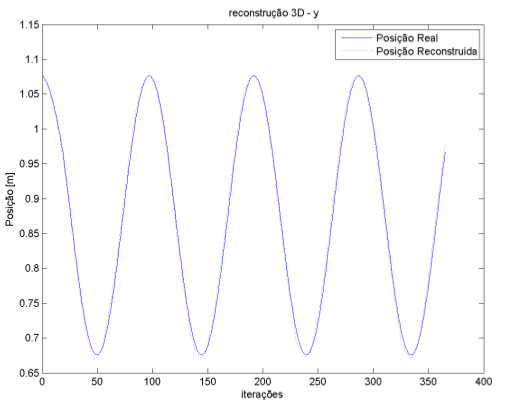 reconstrução 3D - y
Posição Real
Posição Reconstruida
Posição [m]
1.15
1.1
1.05
1
0.95
0.9
0.85
0.8
0.75
0.7
0.65
0 50 100 150 200 250 300 350 400
iterações